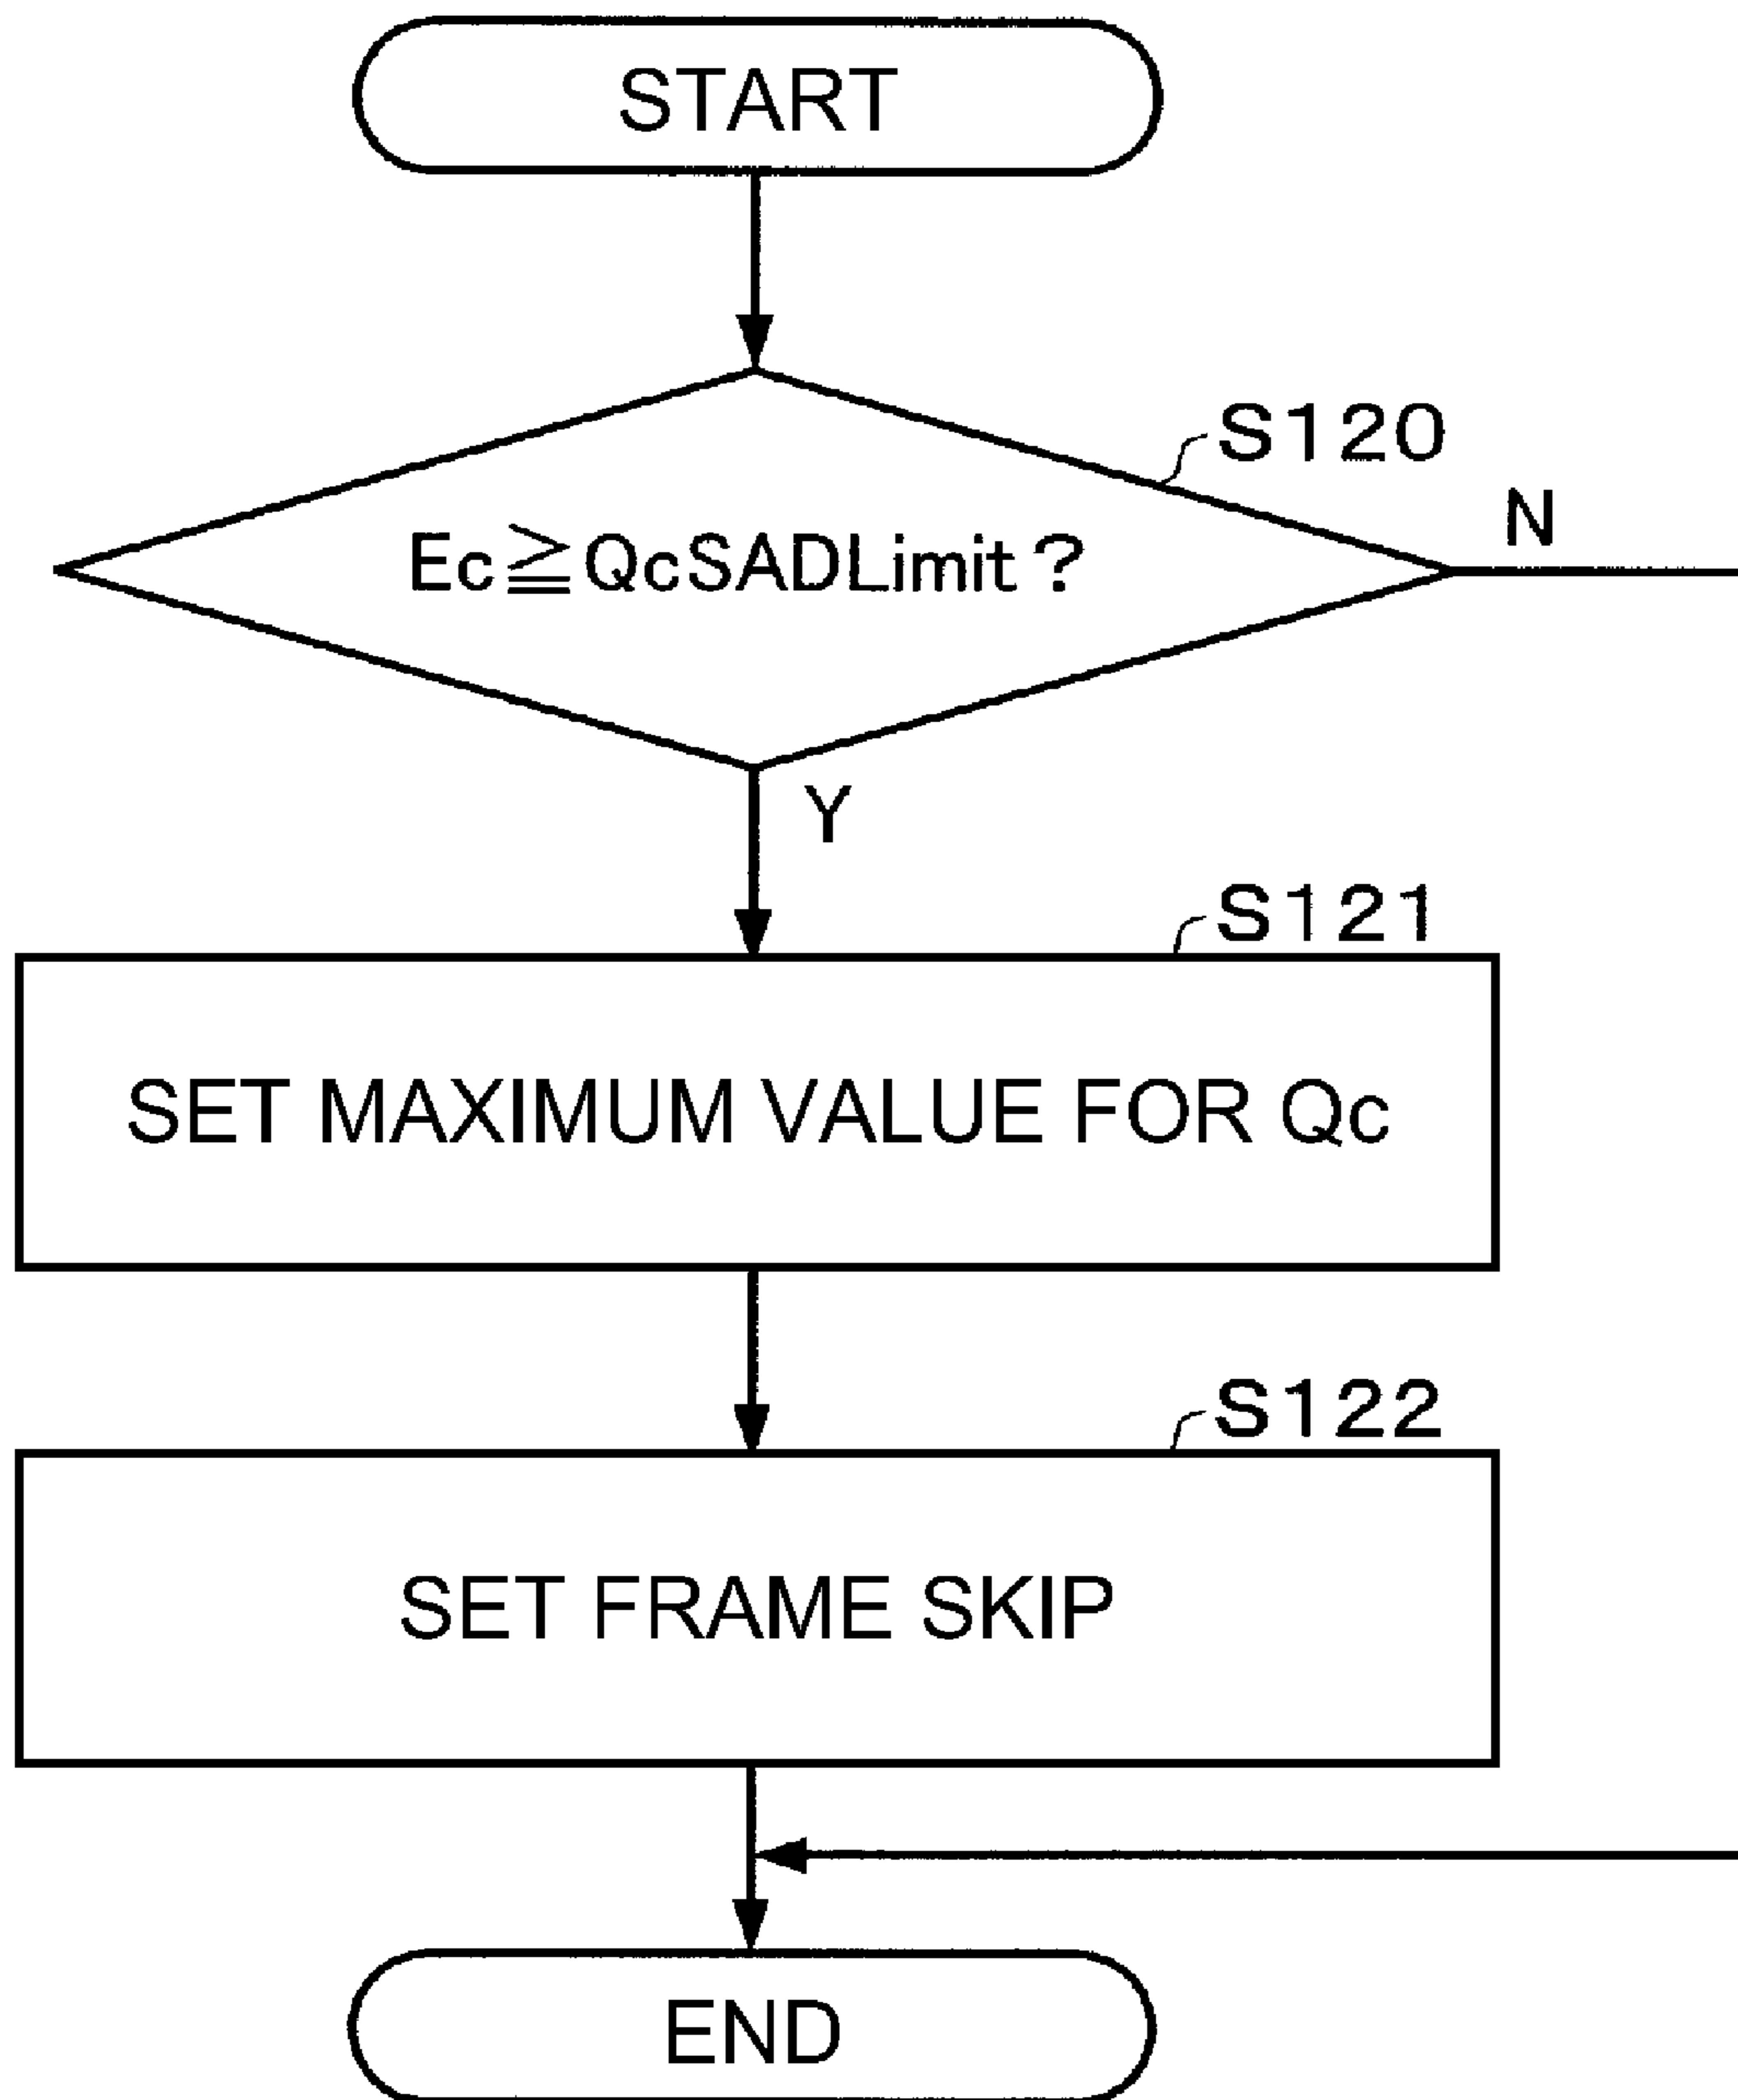 START
S120
Ec≧QcSADLimit?
N
Y
S121
SET MAXIMUM VALUE FOR Qc
S122
SET FRAME SKIP
END